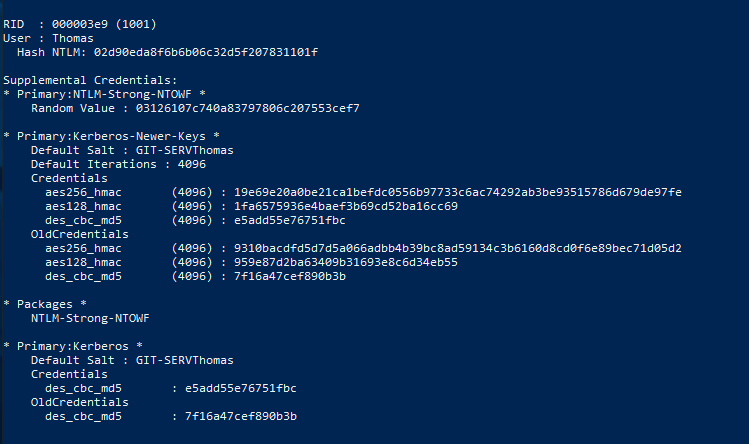 RID  : 000003e9 (1001)
User : Thomas
  Hash NTLM: 02d90eda8f6b6b06c32d5f207831101f

Supplemental Credentials:
* Primary:NTLM-Strong-NTOWF *
    Random Value : 03126107c740a83797806c207553cef7

* Primary:Kerberos-Newer-Keys *
    Default Salt : GIT-SERVThomas
    Default Iterations : 4096
    Credentials
      aes256_hmac       (4096) : 19e69e20a0be21ca1befdc0556b97733c6ac74292ab3be93515786d679de97fe
      aes128_hmac       (4096) : 1fa6575936e4baef3b69cd52ba16cc69
      des_cbc_md5       (4096) : e5add55e76751fbc
    OldCredentials
      aes256_hmac       (4096) : 9310bacdfd5d7d5a066adbb4b39bc8ad59134c3b6160d8cd0f6e89bec71d05d2
      aes128_hmac       (4096) : 959e87d2ba63409b31693e8c6d34eb55
      des_cbc_md5       (4096) : 7f16a47cef890b3b

* Packages *
    NTLM-Strong-NTOWF

* Primary:Kerberos *
    Default Salt : GIT-SERVThomas
    Credentials
      des_cbc_md5       : e5add55e76751fbc
    OldCredentials
      des_cbc_md5       : 7f16a47cef890b3b